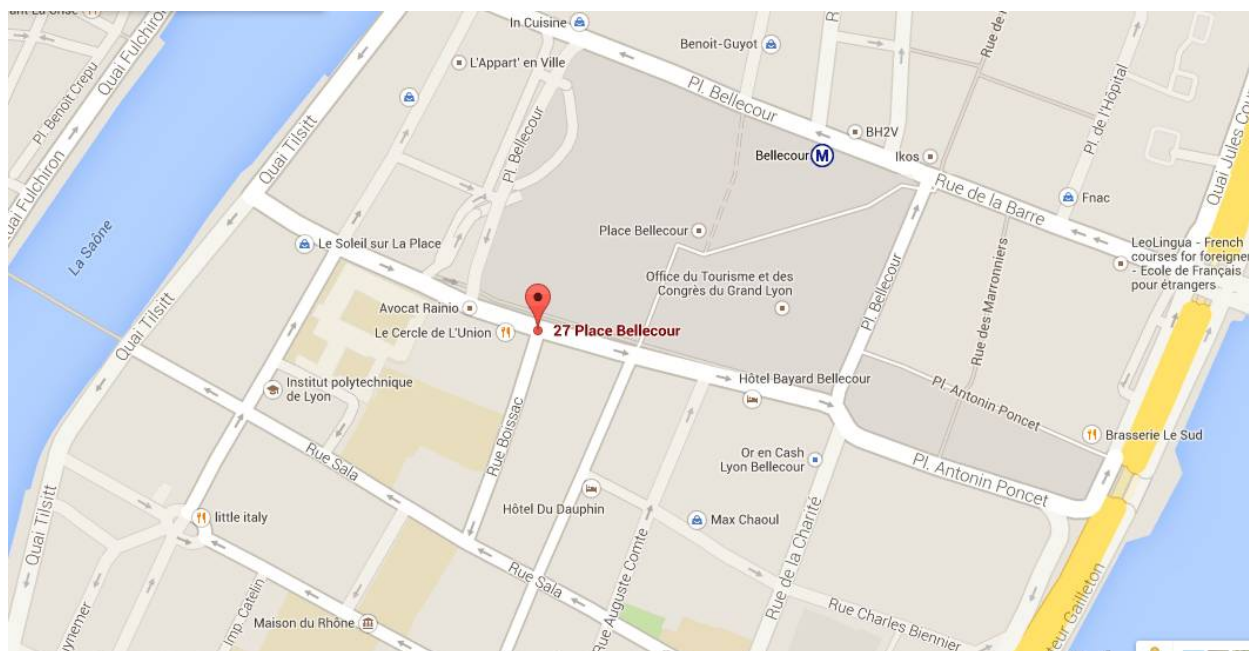 In Cuisine
Quai Fulchiron
Benoit-Guyot
L'Appart' en Ville
Pl. Benoit Crepu
Pl. Bellecour
Pl. Bellecour
Pl. de l'Hôpital
Quai Tilsitt
BH2V
Bellecour
M
Ikos
Rue de la Barre
Fnac
La Saône
Place Bellecour
Le Soleil sur La Place
LeoLingua - French
courses for foreigner
- Ecole de Français
pour étrangers
Office du Tourisme et des
Congrès du Grand Lyon
Pl. Bellecour
Rue des Marronniers
Avocat Rainio
Le Cercle de L'Union
27 Place Bellecour
Quai Tilsitt
Institut polytechnique
de Lyon
Hôtel Bayard Bellecour
Pl. Antonin Poncet
Brasserie Le Sud
Rue Boissac
Rue Sala
Or en Cash
Lyon Bellecour
Pl. Antonin Poncet
Hôtel Du Dauphin
Max Chaoul
little italy
Quai Tilsitt
Rue de la Charité
Rue Auguste Comte
Rue Sala
Imp. Catelin
Maison du Rhône
Rue Charles Biennier